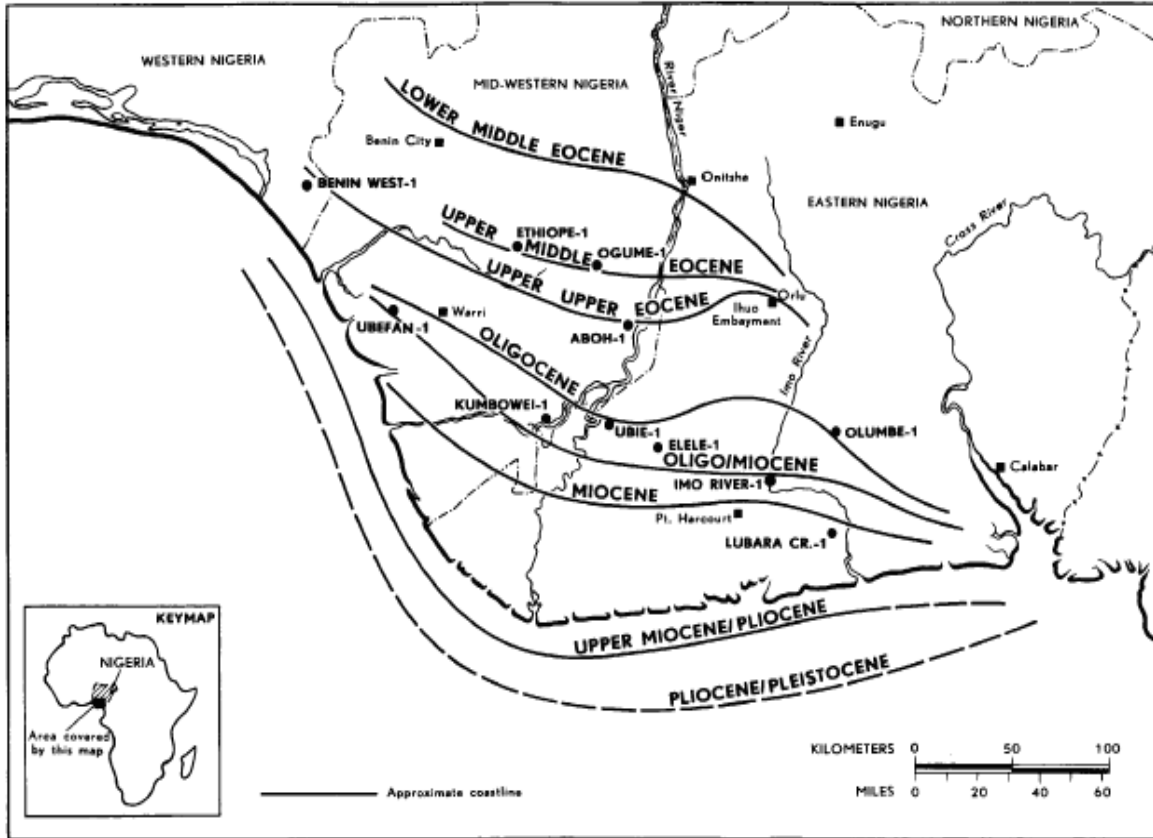 NORTHERN NIGERIA
WESTERN NIGERIA
MID-WESTERN NIGERIA
River Niger
LOWER MIDDLE EOCENE
Benin City
Enugu
BENIN WEST-1
Onitsha
EASTERN NIGERIA
Cross River
UPPER MIDDLE EOCENE
ETHIOPE-1
OGUME-1
UPPER UPPER EOCENE
Orlu
Ihuo
Embayment
UBEFAN-1
Warri
ABOH-1
OLIGOCENE
Imo River
KUMBOWEI-1
UBIE-1
ELELE-1
OLUMBE-1
OLIGO/MIOCENE
Calabar
MIOCENE
IMO RIVER-1
Pt. Harcourt
LUBARA CR.-1
UPPER MIOCENE/PLIOCENE
PLIOCENE/PLEISTOCENE
KEYMAP
NIGERIA
Area covered
by this map
Approximate coastline
KILOMETERS 0 50 100
MILES 0 20 40 60